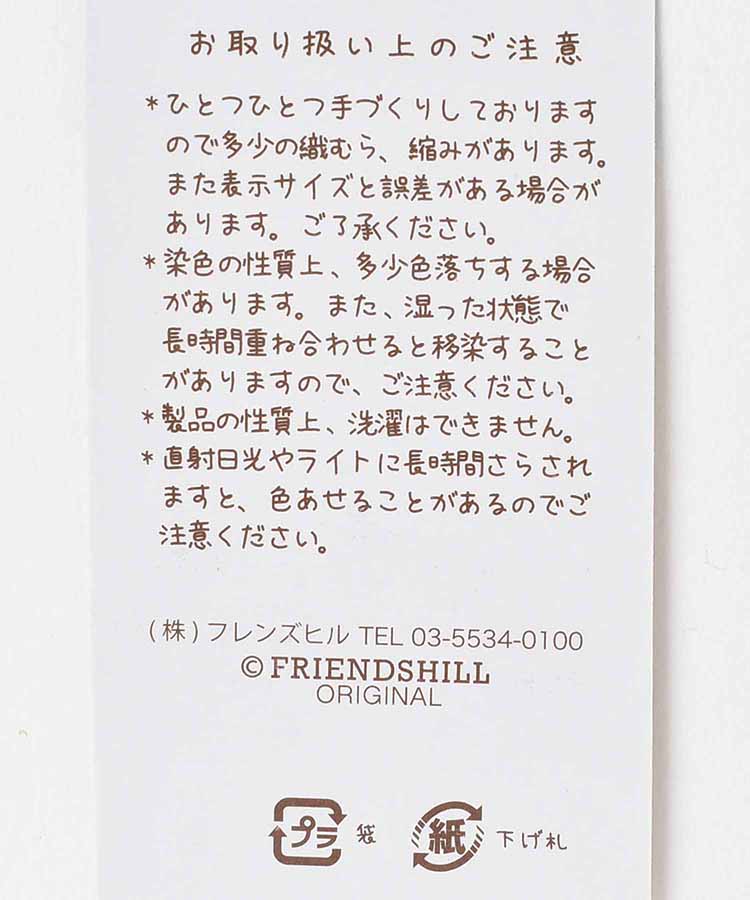 お取り扱い上のご注意
*ひとつひとつ手づくりしております
ので多少の織むら、縮みがあります。
また表示サイズと誤差がある場合が
あります。ご了承ください。
*染色の性質上、多少色落ちする場合
があります。また、湿った状態で
長時間重ね合わせると移染すること
がありますので、ご注意ください。
*製品の性質上、洗濯はできません。
*直射日光やライトに長時間さらされ
ますと、色あせることがあるのでご
注意ください。
(株)フレンズヒル TEL 03-5534-0100
© FRIENDSHILL
ORIGINAL
プラ 袋 紙 下げ札